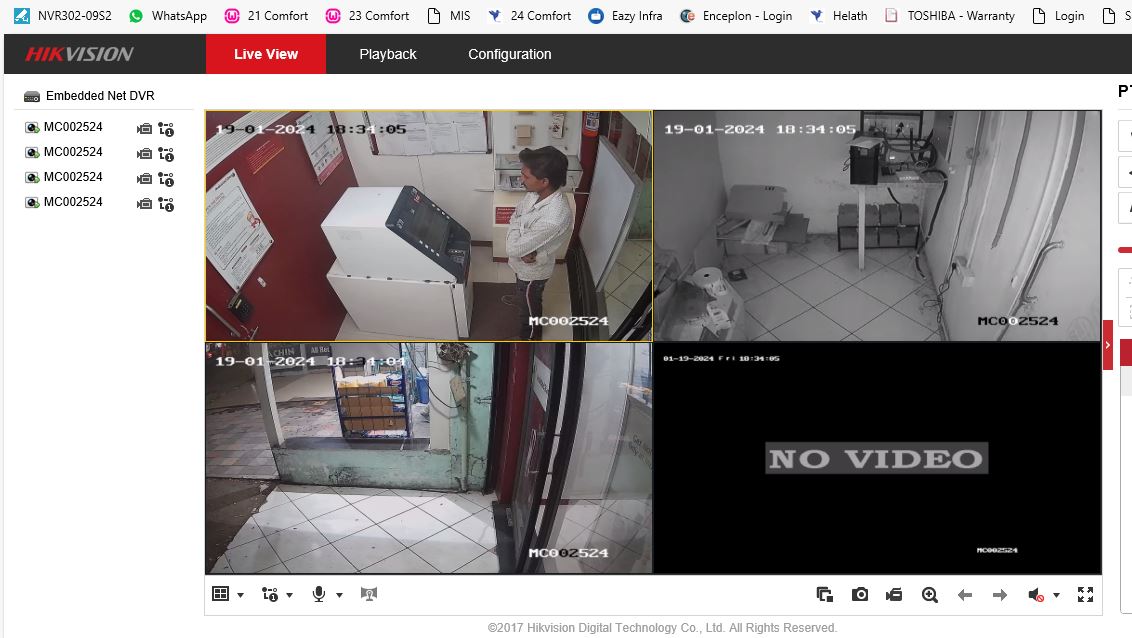 NVR302-09S2 WhatsApp 21 Comfort 23 Comfort MIS 24 Comfort Eazy Infra Enceplon - Login Helath TOSHIBA - Warranty Login S
HIKVISION Live View Playback Configuration
Embedded Net DVR
MC002524
MC002524
MC002524
MC002524
19-01-2024 18:34:05
MC002524
19-01-2024 18:34:05
MC002524
19-01-2024 18:34:04
MC002524
01-19-2024 Fri 18:34:05
NO VIDEO
MC002524
PT
©2017 Hikvision Digital Technology Co., Ltd. All Rights Reserved.